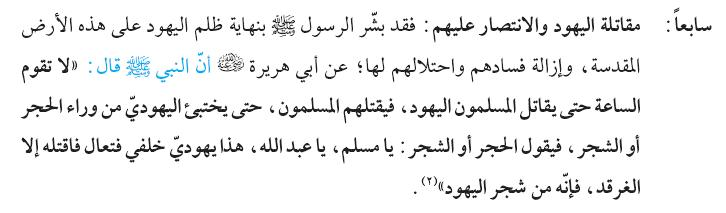 سابعاً: مقاتلة اليهود والانتصار عليهم: فقد بشّر الرسول ﷺ بنهاية ظلم اليهود على هذه الأرض
المقدسة، وإزالة فسادهم واحتلالهم لها؛ عن أبي هريرة رضي الله عنه أنّ النبي ﷺ قال: «لا تقوم
الساعة حتى يقاتل المسلمون اليهود، فيقتلهم المسلمون، حتى يختبئ اليهوديّ من وراء الحجر
أو الشجر، فيقول الحجر أو الشجر: يا مسلم، يا عبد الله، هذا يهوديّ خلفي فتعال فاقتله إلا
الغرقد، فإنّه من شجر اليهود»(٢).